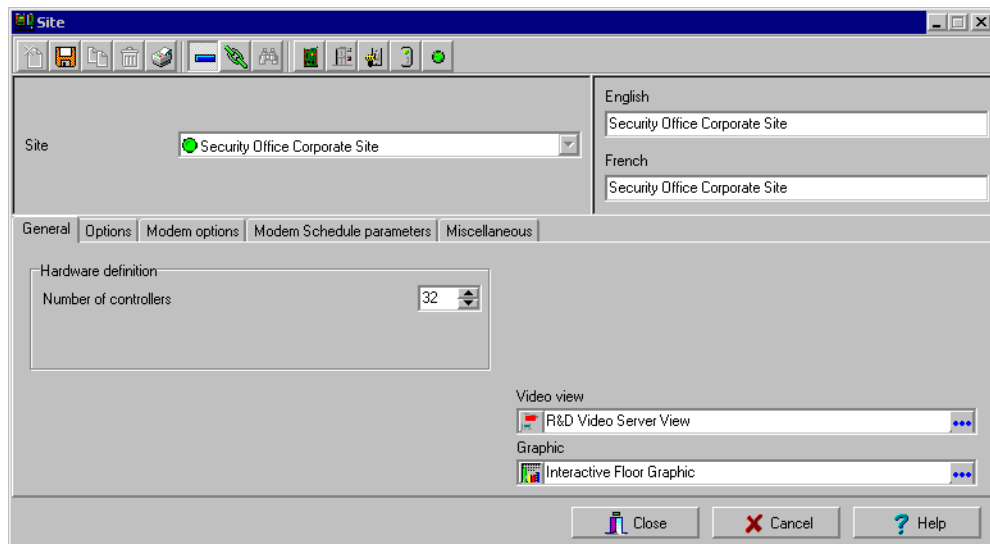 Site
English
Security Office Corporate Site
Site
Security Office Corporate Site
French
Security Office Corporate Site
General Options Modem options Modem Schedule parameters Miscellaneous
Hardware definition
Number of controllers 32
Video view
R&D Video Server View
Graphic
Interactive Floor Graphic
Close Cancel Help